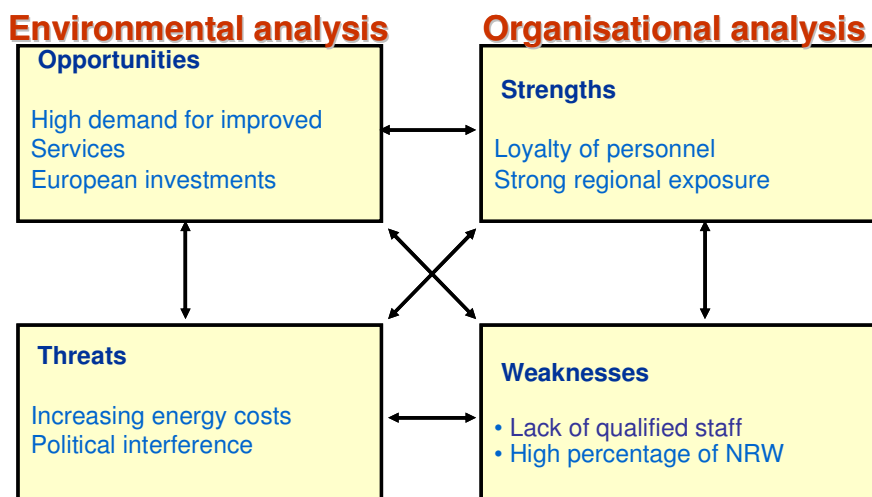 Environmental analysis
Organisational analysis
Opportunities
High demand for improved
Services
European investments
Strengths
Loyalty of personnel
Strong regional exposure
Threats
Increasing energy costs
Political interference
Weaknesses
• Lack of qualified staff
• High percentage of NRW